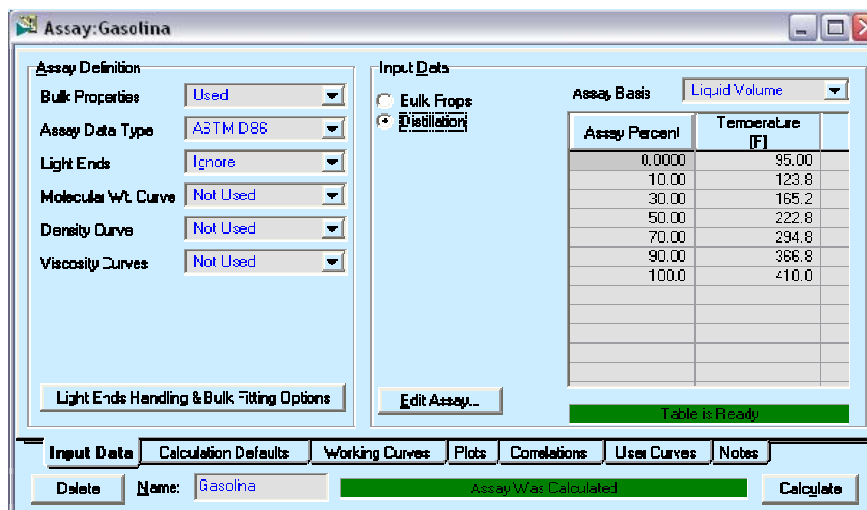 Assay:Gasolina
Assay Definition
Bulk Properties Used
Assay Data Type ASTM D86
Light Ends Ignore
Molecular Wt. Curve Not Used
Density Curve Not Used
Viscosity Curves Not Used
Light Ends Handling & Bulk Fitting Options
Input Data
Bulk Props
Distillation
Assay Basis Liquid Volume
Assay Percent Temperature
[F]
0.0000 95.00
10.00 123.8
30.00 165.2
50.00 222.8
70.00 294.8
90.00 366.8
100.0 410.0
Edit Assay...
Table is Ready
Input Data Calculation Defaults Working Curves Plots Correlations User Curves Notes
Delete Name: Gasolina Assay Was Calculated Calculate